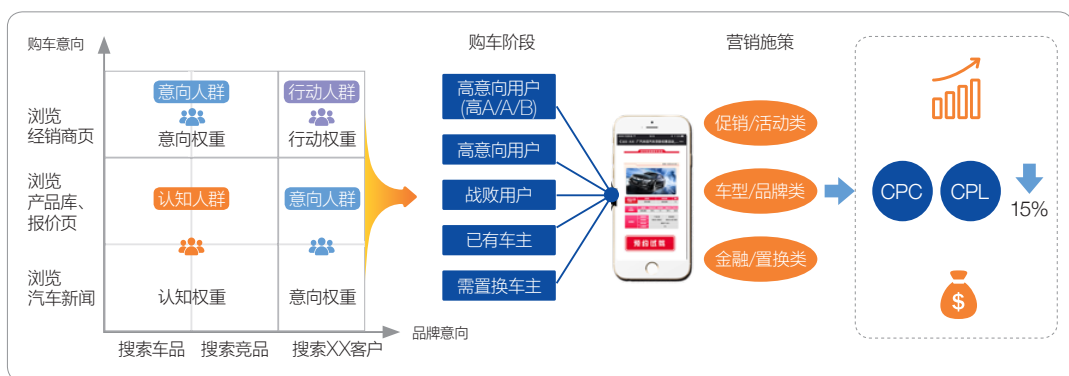 购车意向
意向人群
行动人群
浏览
经销商页
意向权重
行动权重
浏览
产品库、
报价页
认知人群
意向人群
浏览
汽车新闻
认知权重
意向权重
品牌意向
搜索车品
搜索竞品
搜索XX客户
购车阶段
高意向用户
(高A/A/B)
高意向用户
战败用户
已有车主
需置换车主
预约试驾
营销施策
促销/活动类
车型/品牌类
金融/置换类
CPC
CPL
15%
$